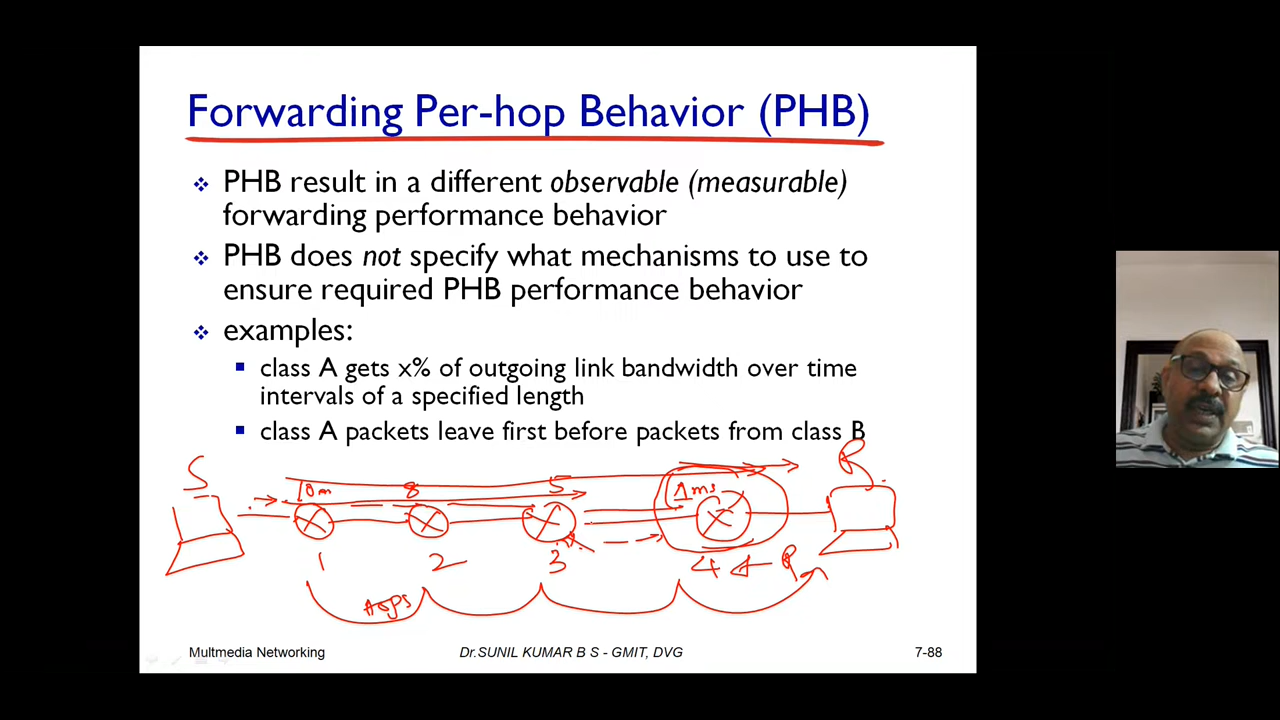 Forwarding Per-hop Behavior (PHB)
❖ PHB result in a different observable (measurable)
forwarding performance behavior
❖ PHB does not specify what mechanisms to use to
ensure required PHB performance behavior
❖ examples:
▪ class A gets x% of outgoing link bandwidth over time
intervals of a specified length
▪ class A packets leave first before packets from class B
S R
10m 8 5 1ms
1 2 3 4 R
Hops
Multmedia Networking Dr.SUNIL KUMAR B S - GMIT, DVG 7-88